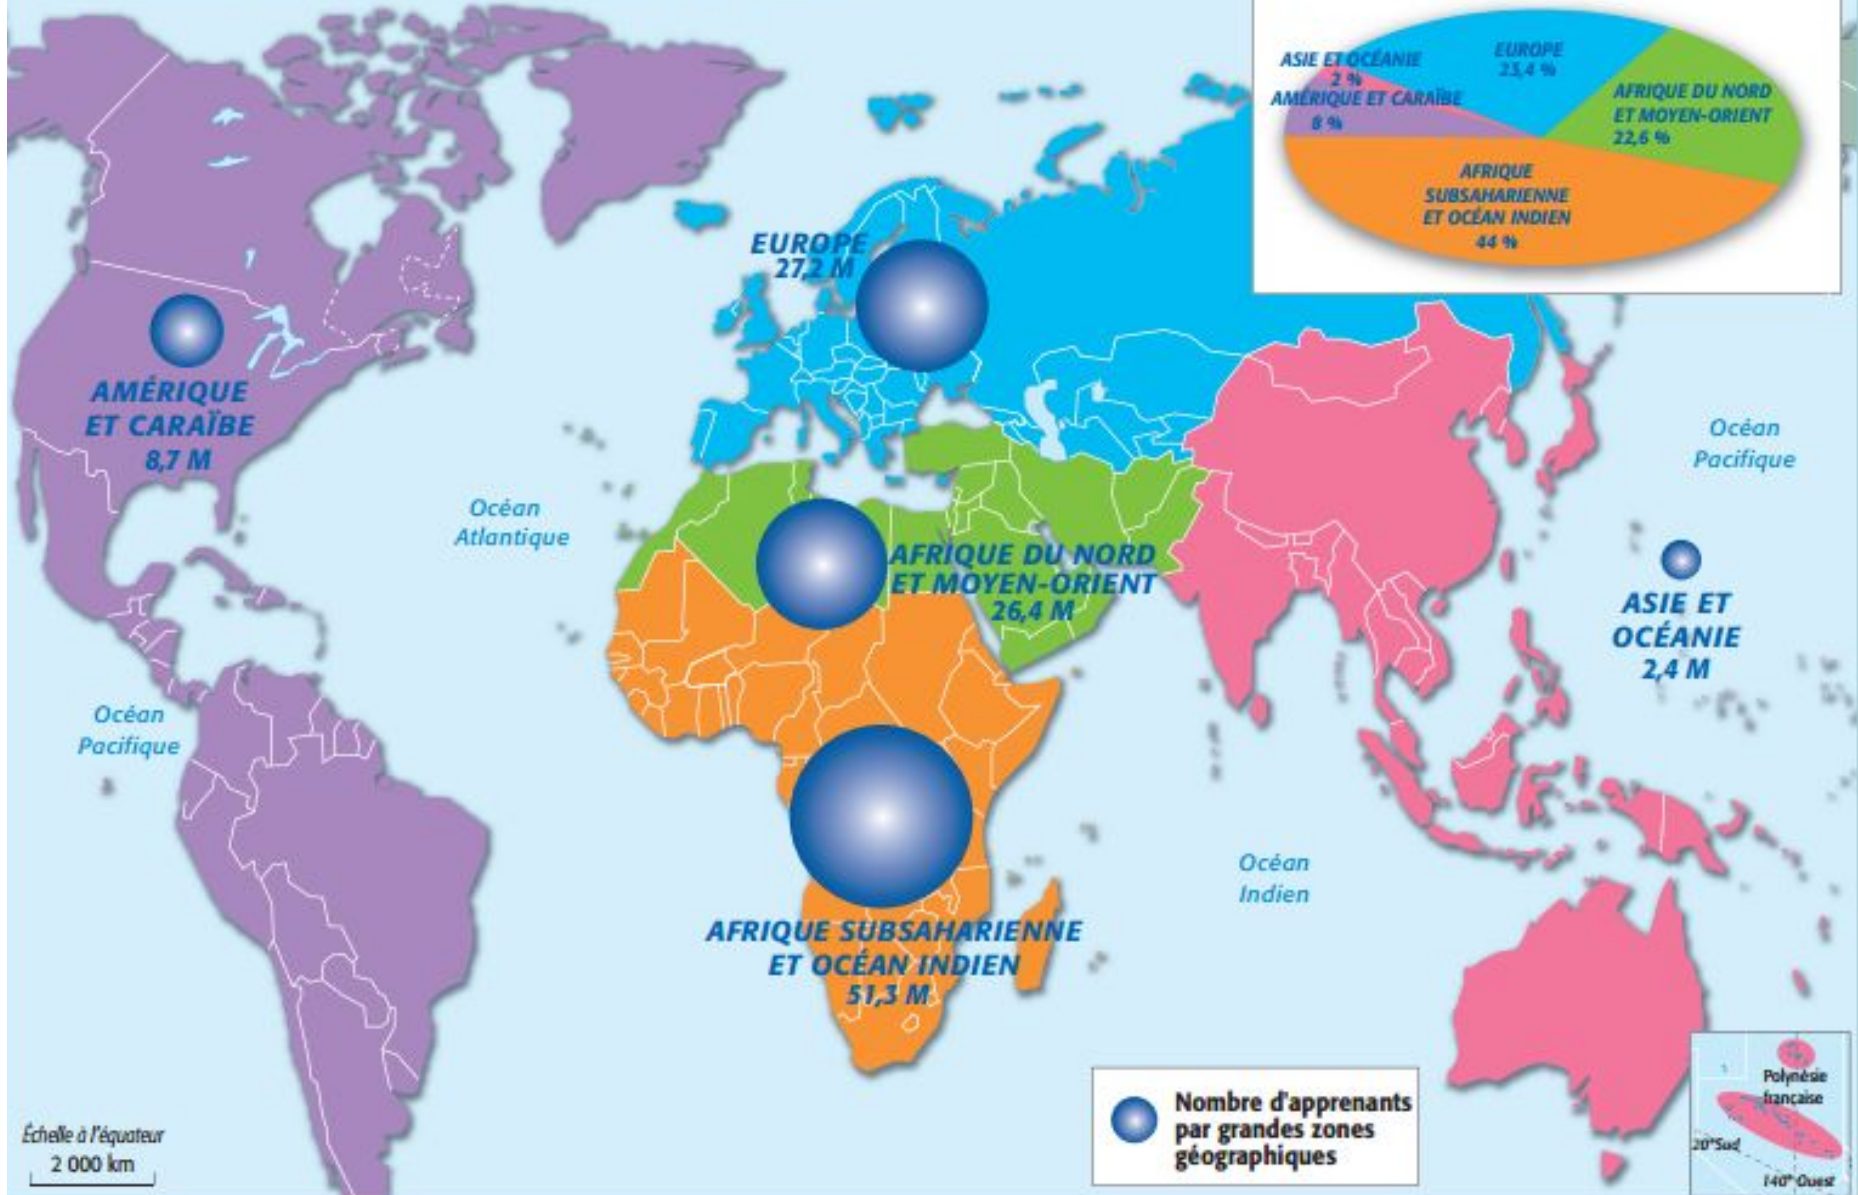 ASIE ET OCÉANIE
2 %
AMÉRIQUE ET CARAÏBE
8 %
EUROPE
23,4 %
AFRIQUE DU NORD
ET MOYEN-ORIENT
22,6 %
AFRIQUE
SUBSAHARIENNE
ET OCÉAN INDIEN
44 %
EUROPE
27,2 M
AMÉRIQUE
ET CARAÏBE
8,7 M
Océan
Pacifique
Océan
Atlantique
AFRIQUE DU NORD
ET MOYEN-ORIENT
26,4 M
ASIE ET
OCÉANIE
2,4 M
Océan
Pacifique
Océan
Indien
AFRIQUE SUBSAHARIENNE
ET OCÉAN INDIEN
51,3 M
Nombre d'apprenants
par grandes zones
géographiques
Échelle à l'équateur
2 000 km
Polynésie
française
20° Sud
140° Ouest